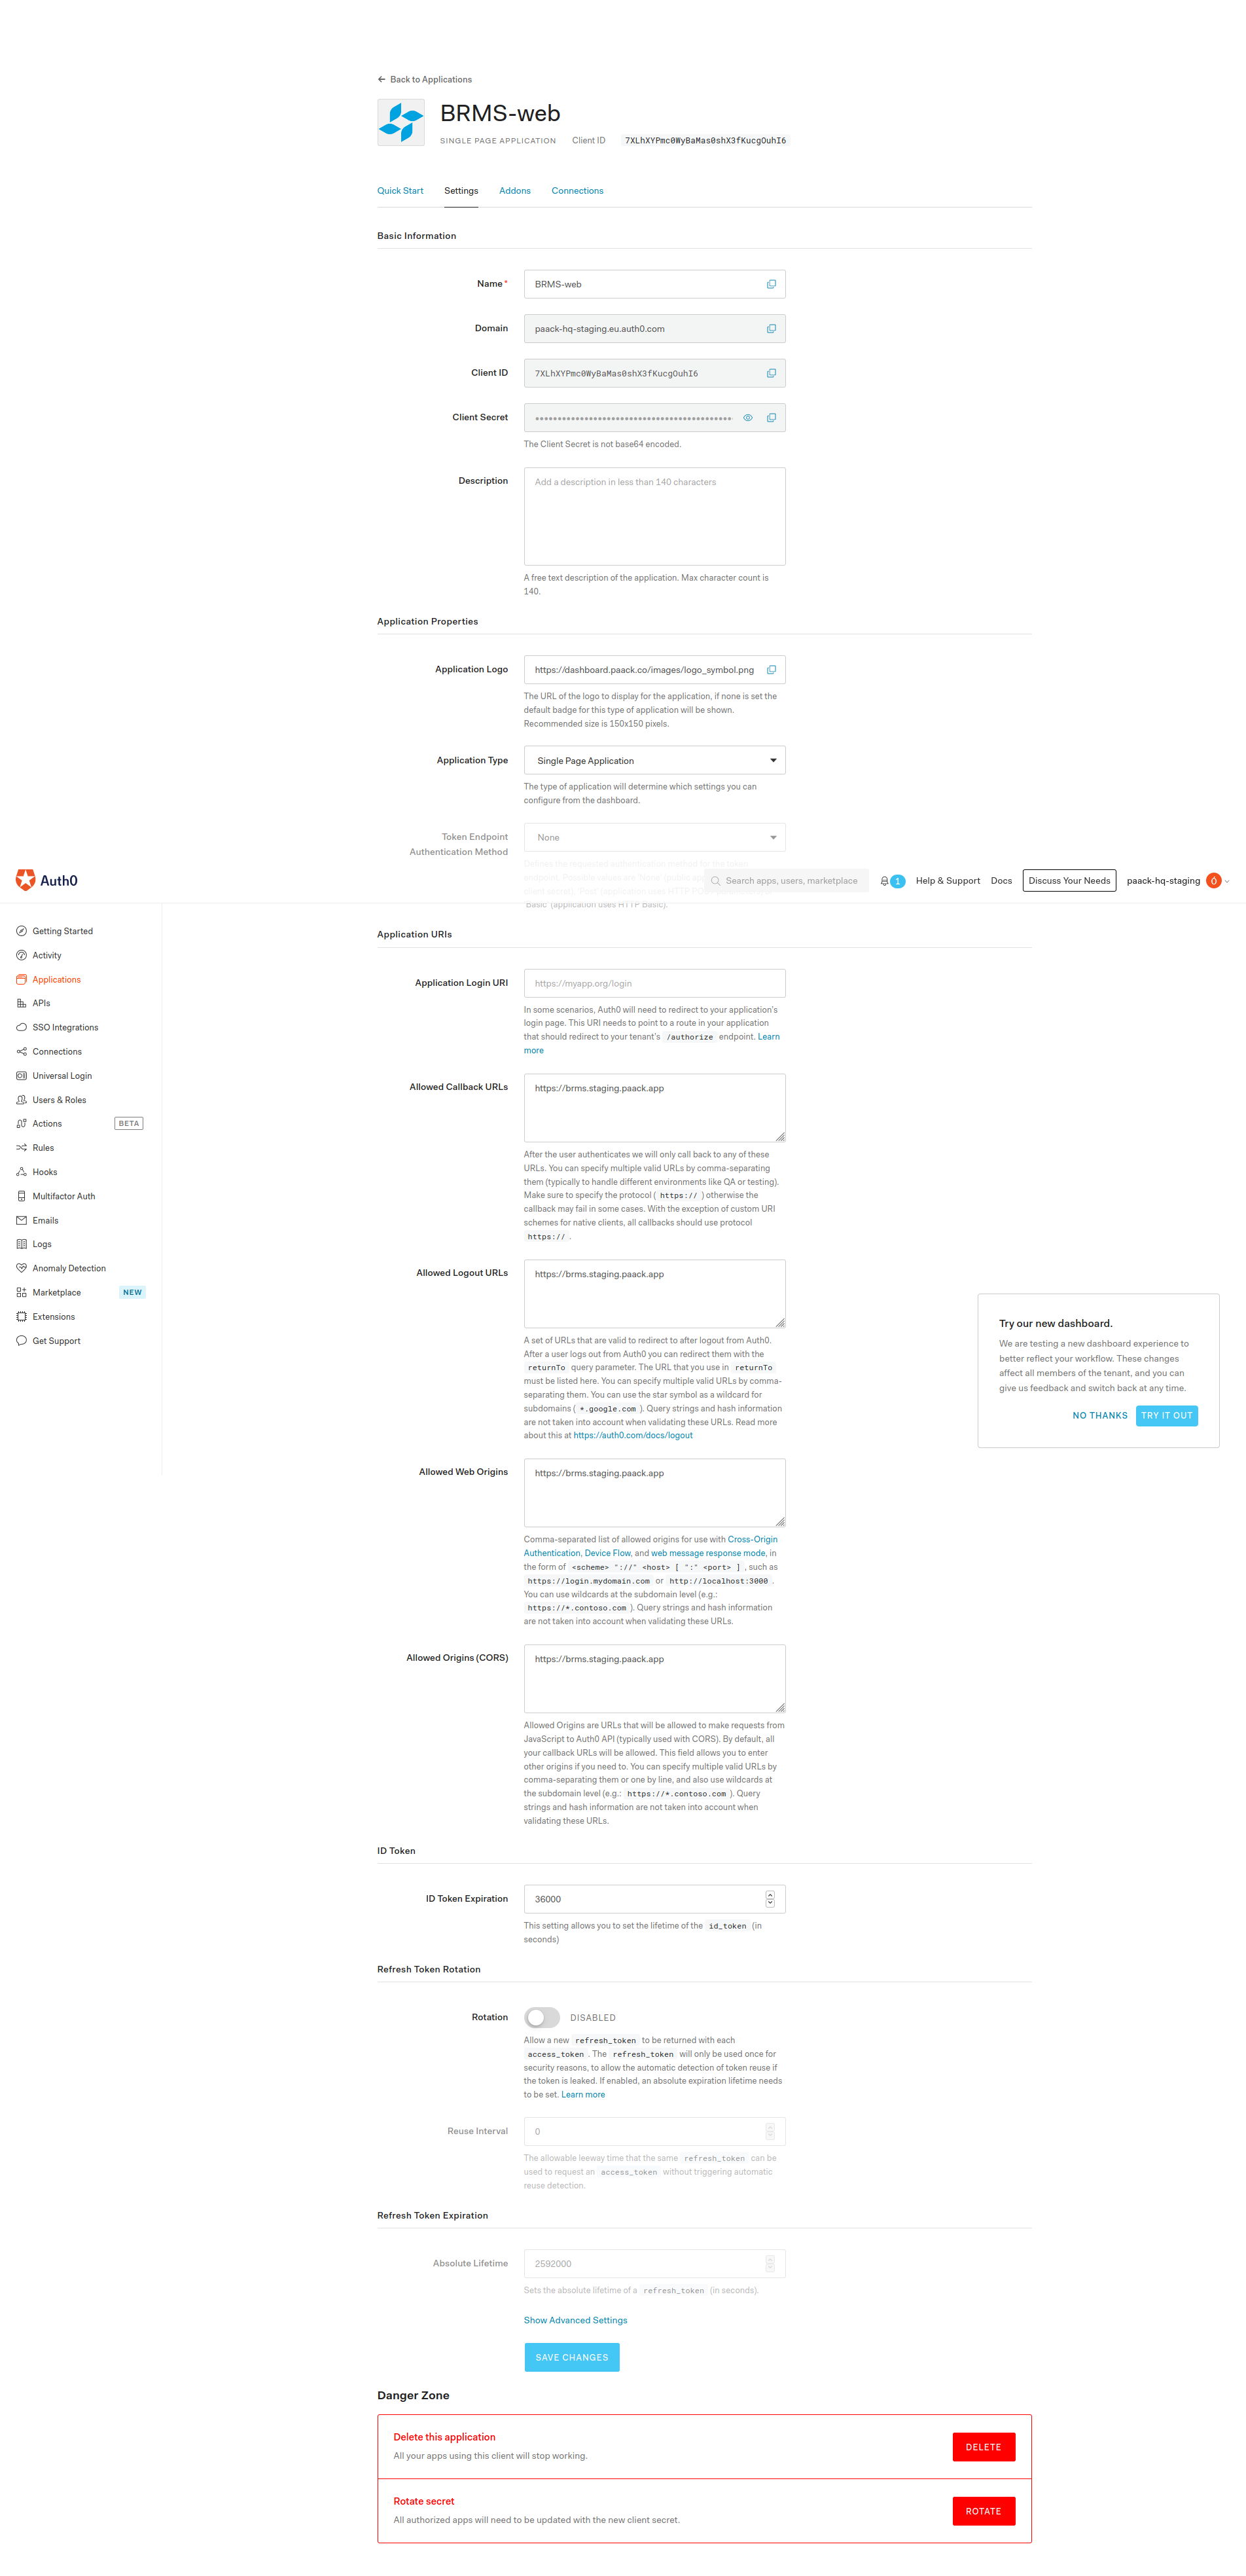 Back to Applications
BRMS-web
SINGLE PAGE APPLICATION Client ID 7XLhXYPmc0WyBaMas0shX3fKucgOuhI6
Quick Start Settings Addons Connections
Basic Information
Name *
BRMS-web
Domain
paack-hq-staging.eu.auth0.com
Client ID
7XLhXYPmc0WyBaMas0shX3fKucgOuhI6
Client Secret
The Client Secret is not base64 encoded.
Description
Add a description in less than 140 characters
A free text description of the application. Max character count is
140.
Application Properties
Application Logo
https://dashboard.paack.co/images/logo_symbol.png
The URL of the logo to display for the application, if none is set the
default badge for this type of application will be shown.
Recommended size is 150x150 pixels.
Application Type
Single Page Application
The type of application will determine which settings you can
configure from the dashboard.
Token Endpoint
Authentication Method
None
Defines the requested authentication method for the token
endpoint. Possible values are 'None' (public
client secret), 'Post' (application uses HTTP
'Basic' (application uses HTTP Basic).
Auth0
Search apps, users, marketplace
1
Help & Support
Docs
Discuss Your Needs
paack-hq-staging
Getting Started
Activity
Applications
APIs
SSO Integrations
Connections
Universal Login
Users & Roles
Actions BETA
Rules
Hooks
Multifactor Auth
Emails
Logs
Anomaly Detection
Marketplace NEW
Extensions
Get Support
Application URIs
Application Login URI
https://myapp.org/login
In some scenarios, Auth0 will need to redirect to your application's
login page. This URI needs to point to a route in your application
that should redirect to your tenant's /authorize endpoint. Learn
more
Allowed Callback URLs
https://brms.staging.paack.app
After the user authenticates we will only call back to any of these
URLs. You can specify multiple valid URLs by comma-separating
them (typically to handle different environments like QA or testing).
Make sure to specify the protocol ( https:// ) otherwise the
callback may fail in some cases. With the exception of custom URI
schemes for native clients, all callbacks should use protocol
https:// .
Allowed Logout URLs
https://brms.staging.paack.app
A set of URLs that are valid to redirect to after logout from Auth0.
After a user logs out from Auth0 you can redirect them with the
returnTo query parameter. The URL that you use in returnTo
must be listed here. You can specify multiple valid URLs by comma-
separating them. You can use the star symbol as a wildcard for
subdomains ( *.google.com ). Query strings and hash information
are not taken into account when validating these URLs. Read more
about this at https://auth0.com/docs/logout
Try our new dashboard.
We are testing a new dashboard experience to
better reflect your workflow. These changes
affect all members of the tenant, and you can
give us feedback and switch back at any time.
NO THANKS TRY IT OUT
Allowed Web Origins
https://brms.staging.paack.app
Comma-separated list of allowed origins for use with Cross-Origin
Authentication, Device Flow, and web message response mode, in
the form of <scheme> "://" <host> [ ":" <port> ] , such as
https://login.mydomain.com or http://localhost:3000 .
You can use wildcards at the subdomain level (e.g.:
https://*.contoso.com ). Query strings and hash information
are not taken into account when validating these URLs.
Allowed Origins (CORS)
https://brms.staging.paack.app
Allowed Origins are URLs that will be allowed to make requests from
JavaScript to Auth0 API (typically used with CORS). By default, all
your callback URLs will be allowed. This field allows you to enter
other origins if you need to. You can specify multiple valid URLs by
comma-separating them or one by line, and also use wildcards at
the subdomain level (e.g.: https://*.contoso.com ). Query
strings and hash information are not taken into account when
validating these URLs.
ID Token
ID Token Expiration
36000
This setting allows you to set the lifetime of the id_token (in
seconds)
Refresh Token Rotation
Rotation
DISABLED
Allow a new refresh_token to be returned with each
access_token . The refresh_token will only be used once for
security reasons, to allow the automatic detection of token reuse if
the token is leaked. If enabled, an absolute expiration lifetime needs
to be set. Learn more
Reuse Interval
0
The allowable leeway time that the same refresh_token can be
used to request an access_token without triggering automatic
reuse detection.
Refresh Token Expiration
Absolute Lifetime
2592000
Sets the absolute lifetime of a refresh_token (in seconds).
Show Advanced Settings
SAVE CHANGES
Danger Zone
Delete this application
All your apps using this client will stop working.
DELETE
Rotate secret
All authorized apps will need to be updated with the new client secret.
ROTATE